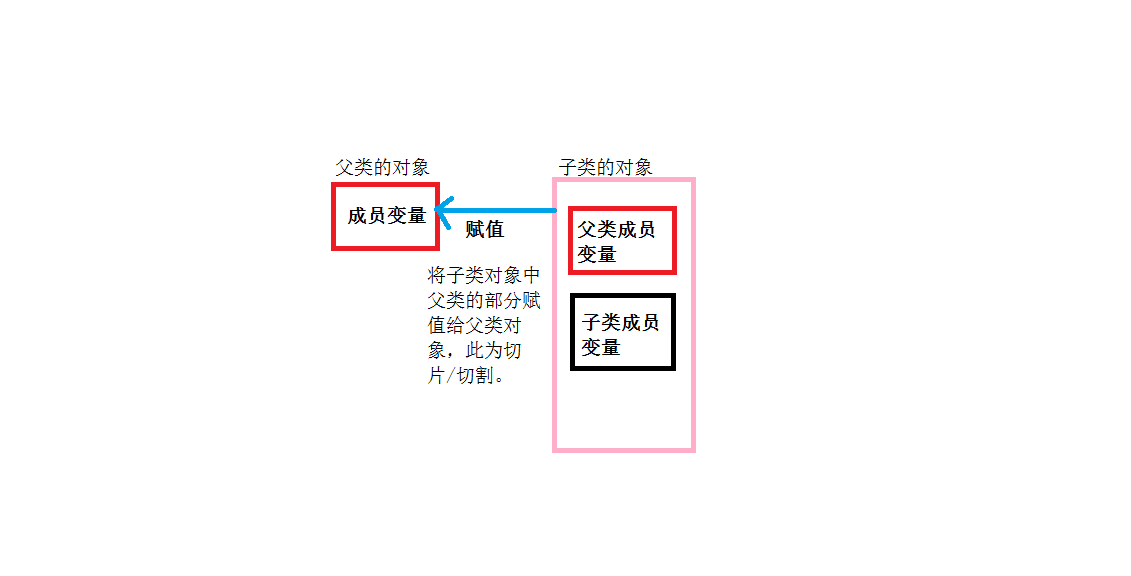 父类的对象
子类的对象
成员变量
赋值
父类成员
变量
将子类对象中
父类的部分赋
值给父类对
象，此为切
片/切割。
子类成员
变量